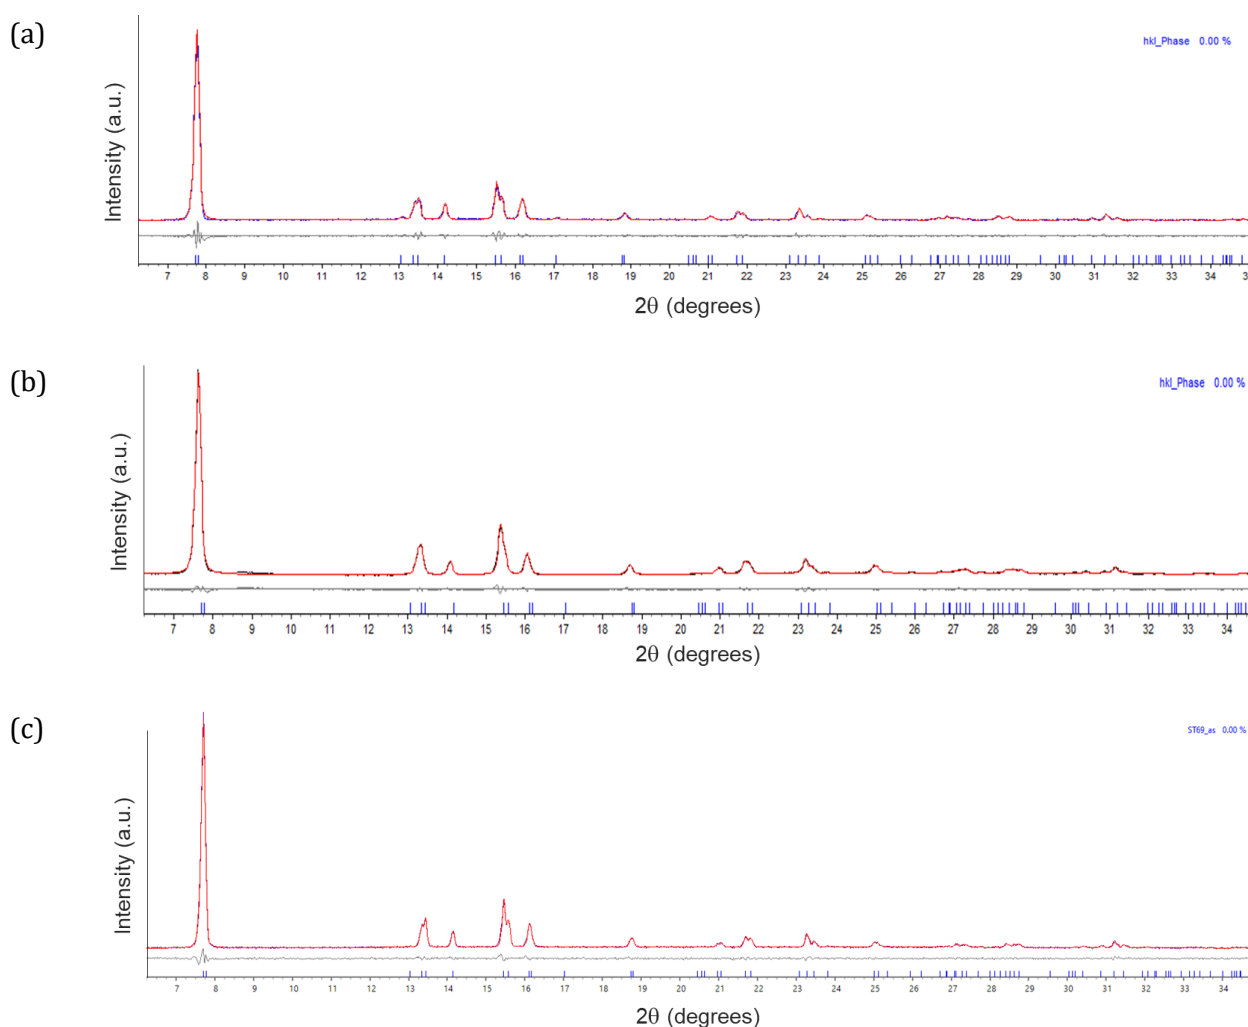 (a)
hkl_Phase 0.00 %
Intensity (a.u.)
7 8 9 10 11 12 13 14 15 16 17 18 19 20 21 22 23 24 25 26 27 28 29 30 31 32 33 34 35
2θ (degrees)
(b)
hkl_Phase 0.00 %
Intensity (a.u.)
7 8 9 10 11 12 13 14 15 16 17 18 19 20 21 22 23 24 25 26 27 28 29 30 31 32 33 34
2θ (degrees)
(c)
ST69_as 0.00 %
Intensity (a.u.)
7 8 9 10 11 12 13 14 15 16 17 18 19 20 21 22 23 24 25 26 27 28 29 30 31 32 33 34
2θ (degrees)